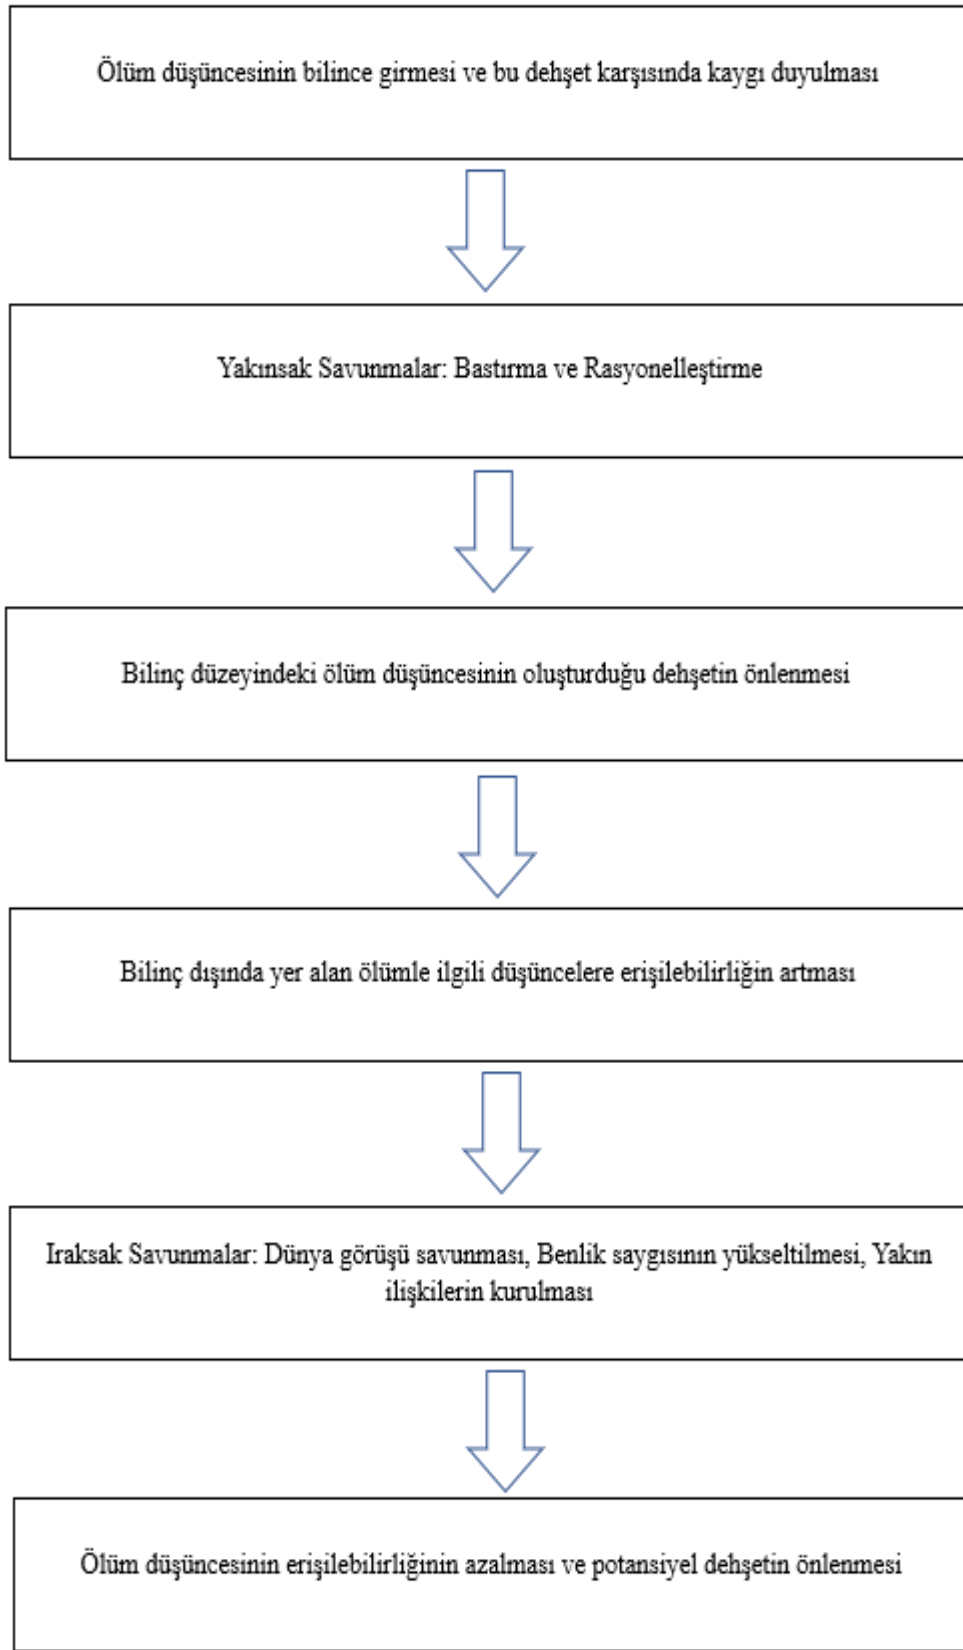 Ölüm düşüncesinin bilince girmesi ve bu dehşet karşısında kaygı duyulması
Yakınsak Savunmalar: Bastırma ve Rasyonelleştirme
Bilinç düzeyindeki ölüm düşüncesinin oluşturduğu dehşetin önlenmesi
Bilinç dışında yer alan ölümle ilgili düşüncelere erişilebilirliğin artması
Iraksak Savunmalar: Dünya görüşü savunması, Benlik saygısının yükseltilmesi, Yakın
ilişkilerin kurulması
Ölüm düşüncesinin erişilebilirliğinin azalması ve potansiyel dehşetin önlenmesi